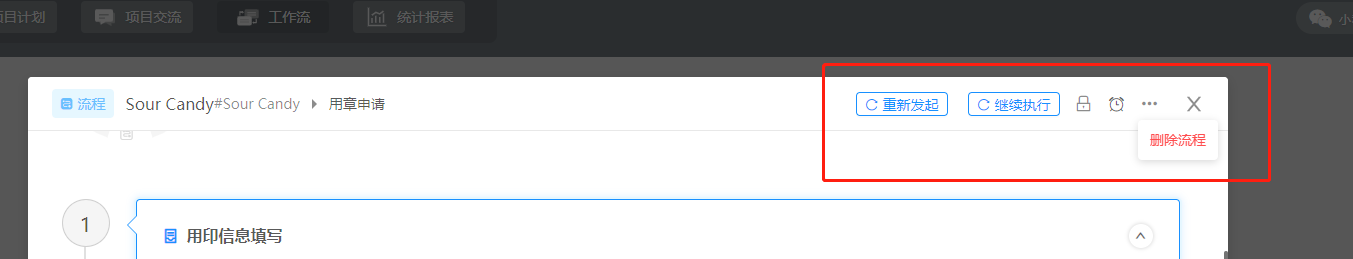 项目计划 项目交流 工作流 统计报表 小
流程 Sour Candy#Sour Candy 用章申请 重新发起 继续执行
删除流程
1 用印信息填写